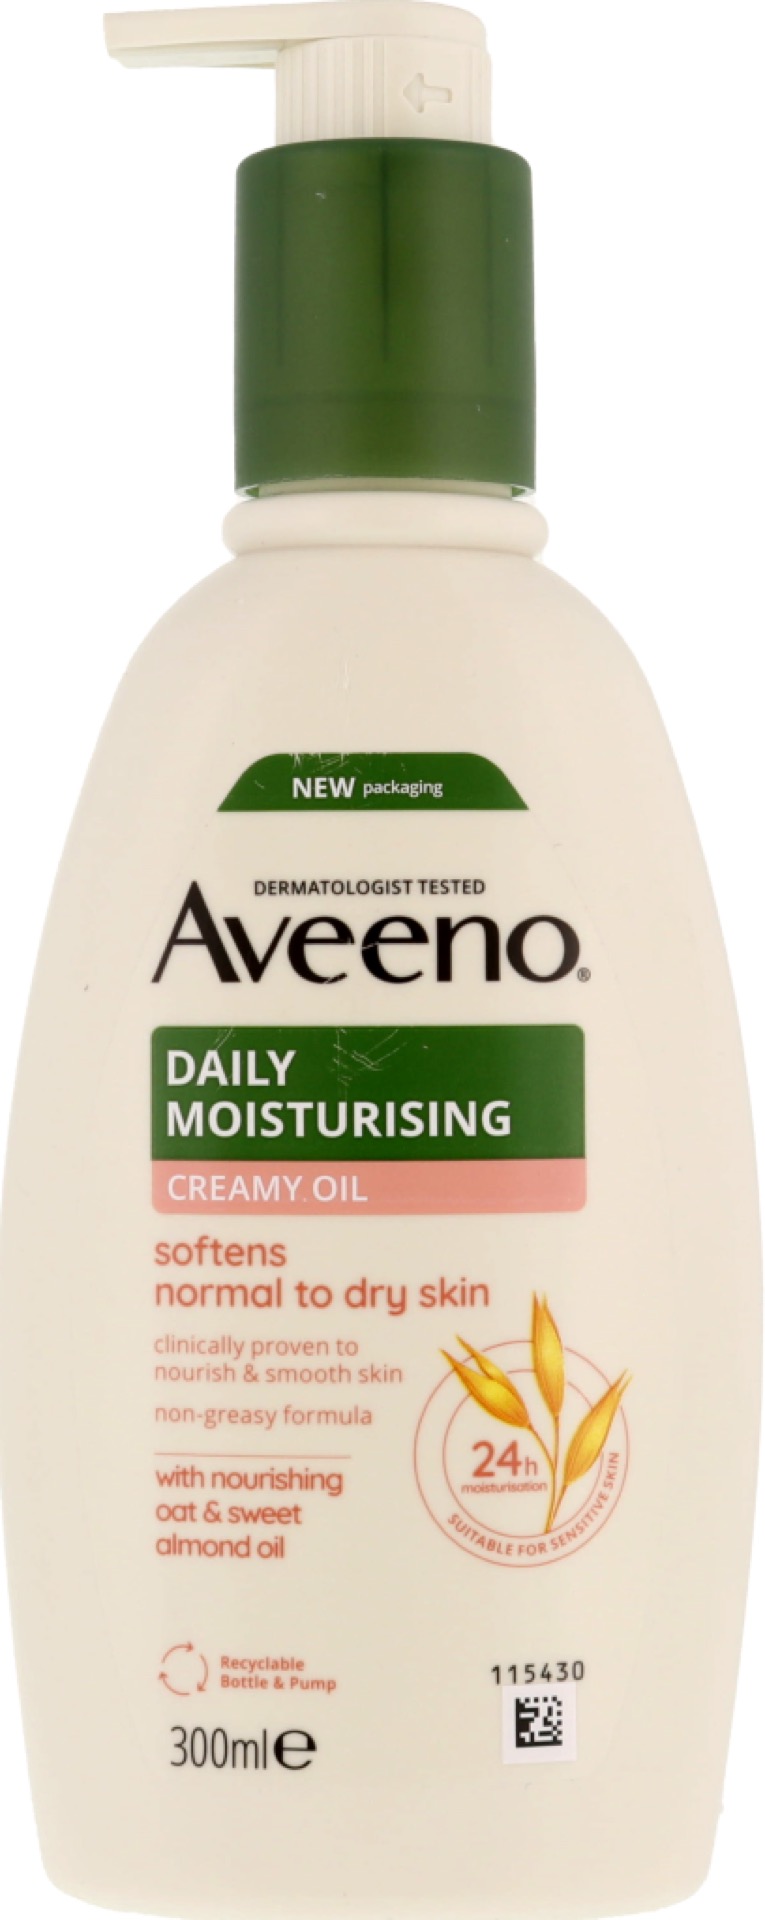 NEW packaging
DERMATOLOGIST TESTED
Aveeno®
DAILY
MOISTURISING
CREAMY OIL
softens
normal to dry skin
clinically proven to
nourish & smooth skin
non-greasy formula
with nourishing
oat & sweet
almond oil
24h
moisturisation
SUITABLE FOR SENSITIVE SKIN
Recyclable
Bottle & Pump
115430
300ml℮